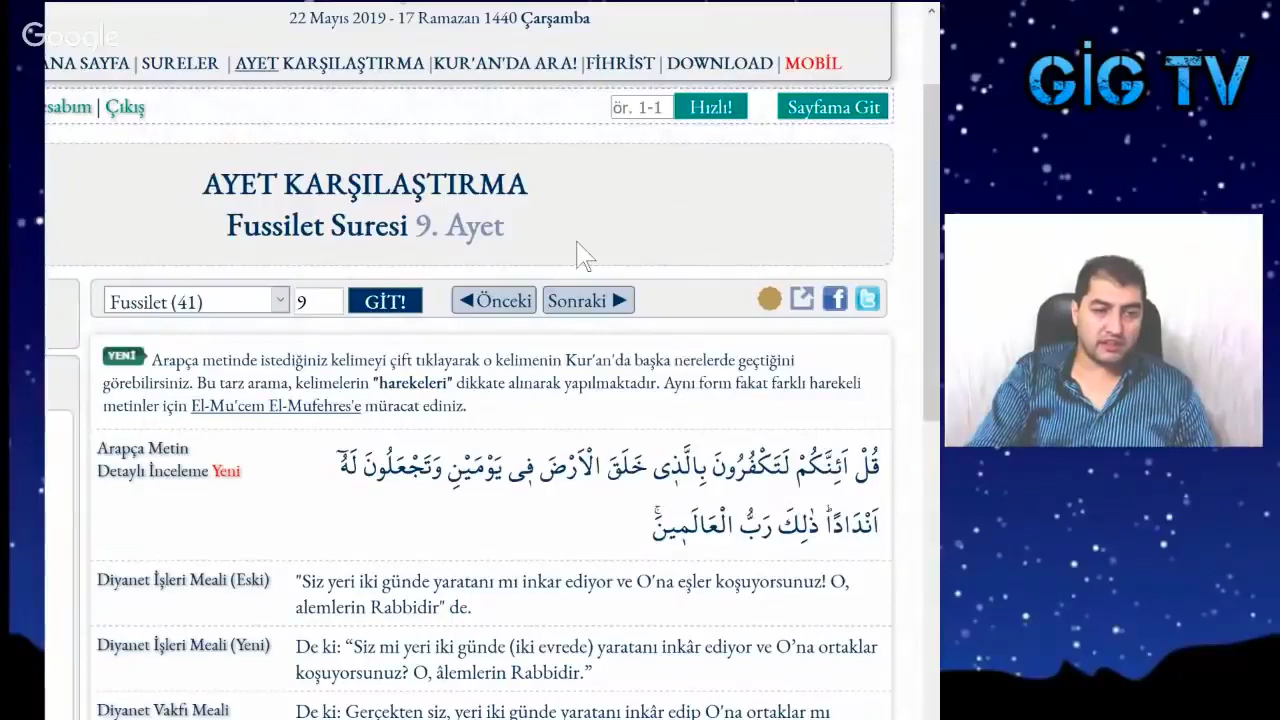 22 Mayıs 2019 - 17 Ramazan 1440 Çarşamba
Google
ANA SAYFA | SURELER | AYET KARŞILAŞTIRMA |KUR'AN'DA ARA! |FİHRİST | DOWNLOAD | MOBİL
GİG TV
esabım | Çıkış
ör. 1-1 Hızlı! Sayfama Git
AYET KARŞILAŞTIRMA
Fussilet Suresi 9. Ayet
Fussilet (41) 9 GİT! ◄Önceki Sonraki ►
YENİ Arapça metinde istediğiniz kelimeyi çift tıklayarak o kelimenin Kur'an'da başka nerelerde geçtiğini
görebilirsiniz. Bu tarz arama, kelimelerin "harekeleri" dikkate alınarak yapılmaktadır. Aynı form fakat farklı harekeli
metinler için El-Mu'cem El-Mufehres'e müracat ediniz.
Arapça Metin
Detaylı İnceleme Yeni
قُلْ اَئِنَّكُمْ لَتَكْفُرُونَ بِالَّذ۪ى خَلَقَ الْاَرْضَ ف۪ى يَوْمَيْنِ وَتَجْعَلُونَ لَهُٓ
اَنْدَادًاۜ ذٰلِكَ رَبُّ الْعَالَم۪ينَۚ
Diyanet İşleri Meali (Eski) "Siz yeri iki günde yaratanı mı inkar ediyor ve O'na eşler koşuyorsunuz! O,
alemlerin Rabbidir" de.
Diyanet İşleri Meali (Yeni) De ki: “Siz mi yeri iki günde (iki evrede) yaratanı inkâr ediyor ve O’na ortaklar
koşuyorsunuz? O, âlemlerin Rabbidir.”
Diyanet Vakfı Meali De ki: Gerçekten siz, yeri iki günde yaratanı inkâr edip O'na ortaklar mı